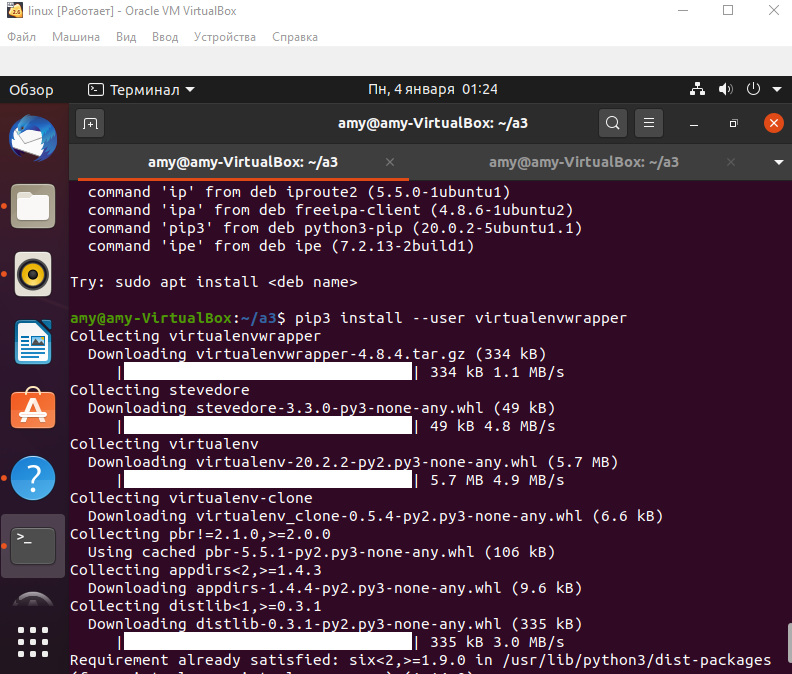 linux [Работает] - Oracle VM VirtualBox
Файл Машина Вид Ввод Устройства Справка
Обзор Терминал Пн, 4 января 01:24
amy@amy-VirtualBox: ~/a3
amy@amy-VirtualBox: ~/a3 amy@amy-VirtualBox: ~/a3
command 'ip' from deb iproute2 (5.5.0-1ubuntu1)
command 'ipa' from deb freeipa-client (4.8.6-1ubuntu2)
command 'pip3' from deb python3-pip (20.0.2-5ubuntu1.1)
command 'ipe' from deb ipe (7.2.13-2build1)
Try: sudo apt install <deb name>
amy@amy-VirtualBox:~/a3$ pip3 install --user virtualenvwrapper
Collecting virtualenvwrapper
Downloading virtualenvwrapper-4.8.4.tar.gz (334 kB)
| | 334 kB 1.1 MB/s
Collecting stevedore
Downloading stevedore-3.3.0-py3-none-any.whl (49 kB)
| | 49 kB 4.8 MB/s
Collecting virtualenv
Downloading virtualenv-20.2.2-py2.py3-none-any.whl (5.7 MB)
| | 5.7 MB 4.9 MB/s
Collecting virtualenv-clone
Downloading virtualenv_clone-0.5.4-py2.py3-none-any.whl (6.6 kB)
Collecting pbr!=2.1.0,>=2.0.0
Using cached pbr-5.5.1-py2.py3-none-any.whl (106 kB)
Collecting appdirs<2,>=1.4.3
Downloading appdirs-1.4.4-py2.py3-none-any.whl (9.6 kB)
Collecting distlib<1,>=0.3.1
Downloading distlib-0.3.1-py2.py3-none-any.whl (335 kB)
| | 335 kB 3.0 MB/s
Requirement already satisfied: six<2,>=1.9.0 in /usr/lib/python3/dist-packages